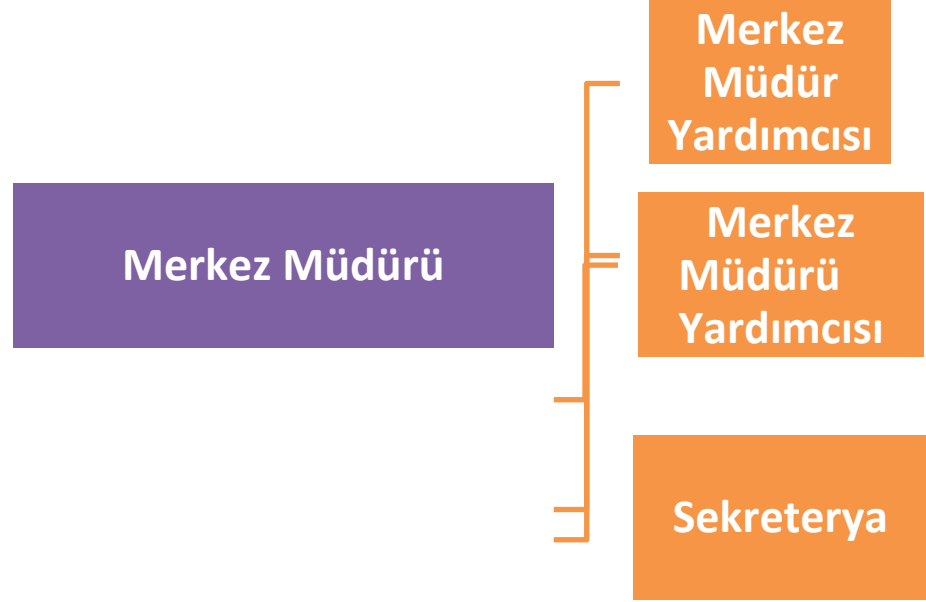 Merkez
Müdür
Yardımcısı
Merkez Müdürü
Merkez
Müdürü
Yardımcısı
Sekreterya